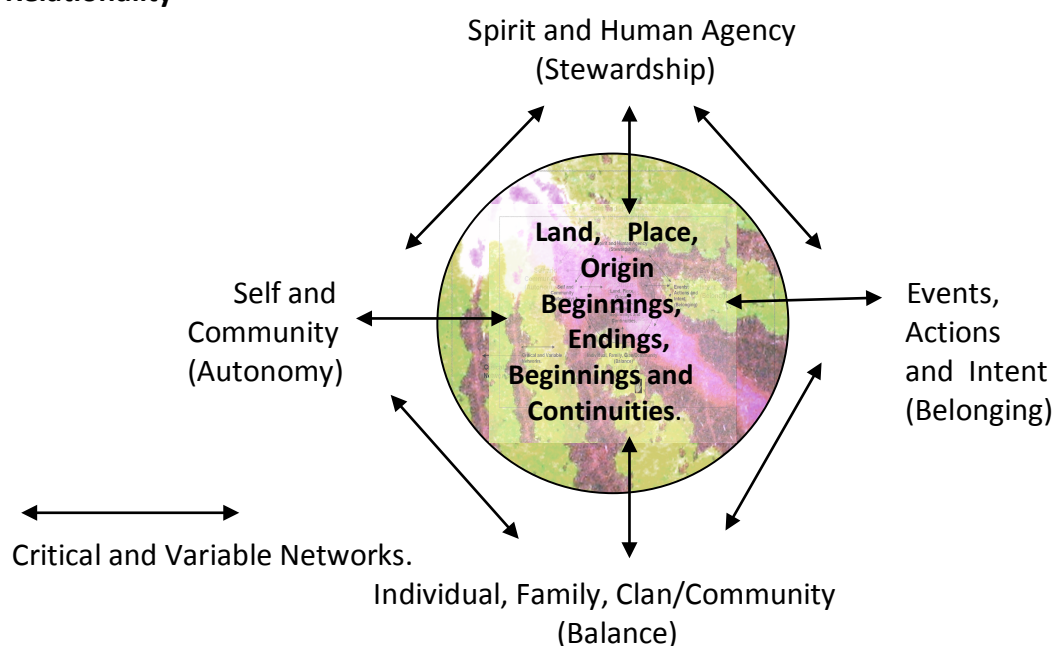 Relationality
Spirit and Human Agency
(Stewardship)
Land, Place,
Origin
Beginnings,
Endings,
Beginnings and
Continuities.
Self and
Community
(Autonomy)
Events,
Actions
and Intent
(Belonging)
Critical and Variable Networks.
Individual, Family, Clan/Community
(Balance)